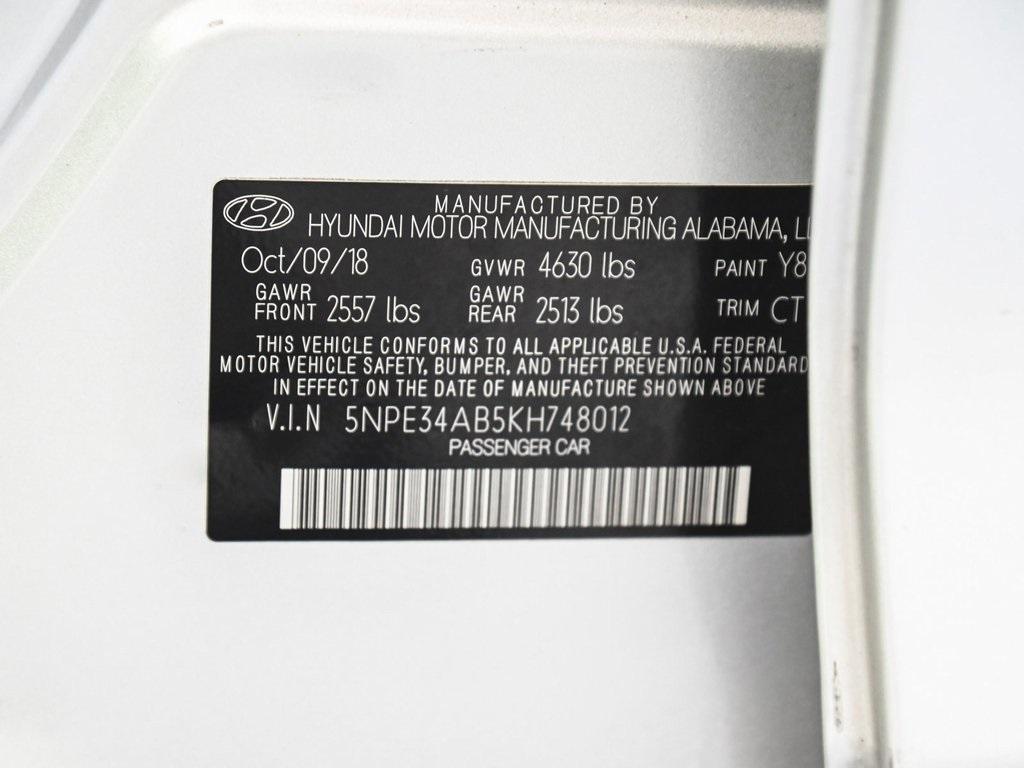 MANUFACTURED BY
HYUNDAI MOTOR MANUFACTURING ALABAMA,
Oct/09/18 GVWR 4630 lbs PAINT Y8
GAWR FRONT 2557 lbs GAWR REAR 2513 lbs TRIM CT
THIS VEHICLE CONFORMS TO ALL APPLICABLE U.S.A. FEDERAL
MOTOR VEHICLE SAFETY, BUMPER, AND THEFT PREVENTION STANDARD
IN EFFECT ON THE DATE OF MANUFACTURE SHOWN ABOVE
V.I.N 5NPE34AB5KH748012
PASSENGER CAR